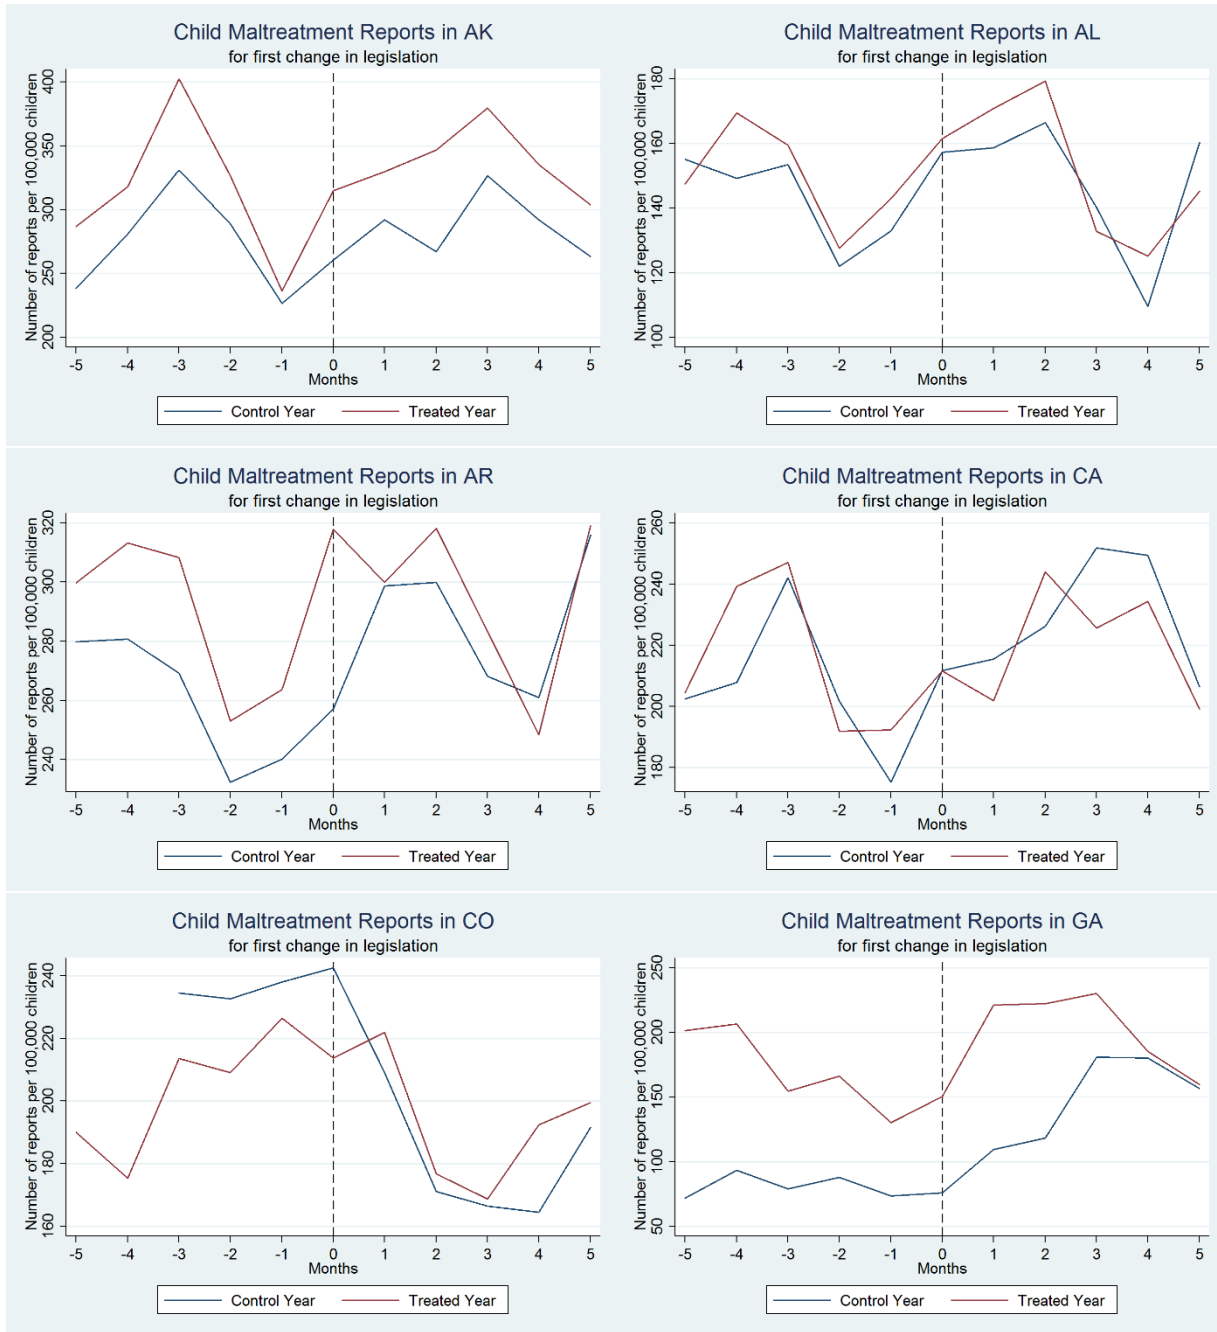 Child Maltreatment Reports in AK
for first change in legislation
Number of reports per 100,000 children
400
350
300
250
200
-5 -4 -3 -2 -1 0 1 2 3 4 5
Months
Control Year Treated Year
Child Maltreatment Reports in AL
for first change in legislation
Number of reports per 100,000 children
180
160
140
120
100
-5 -4 -3 -2 -1 0 1 2 3 4 5
Months
Control Year Treated Year
Child Maltreatment Reports in AR
for first change in legislation
Number of reports per 100,000 children
320
300
280
260
240
-5 -4 -3 -2 -1 0 1 2 3 4 5
Months
Control Year Treated Year
Child Maltreatment Reports in CA
for first change in legislation
Number of reports per 100,000 children
260
240
220
200
180
-5 -4 -3 -2 -1 0 1 2 3 4 5
Months
Control Year Treated Year
Child Maltreatment Reports in CO
for first change in legislation
Number of reports per 100,000 children
240
220
200
180
160
-5 -4 -3 -2 -1 0 1 2 3 4 5
Months
Control Year Treated Year
Child Maltreatment Reports in GA
for first change in legislation
Number of reports per 100,000 children
250
200
150
100
50
-5 -4 -3 -2 -1 0 1 2 3 4 5
Months
Control Year Treated Year